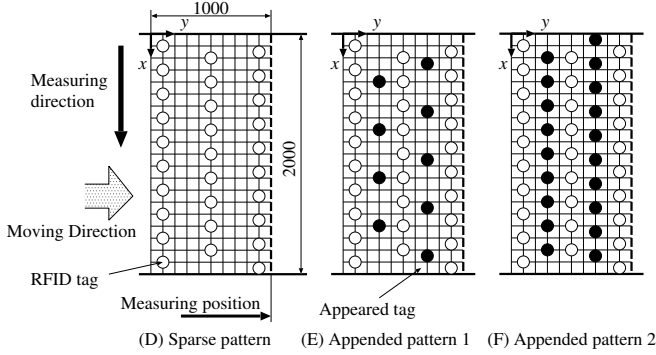 1000
y
y
y
x
x
x
Measuring
direction
2000
Moving Direction
RFID tag
Measuring position
Appeared tag
(D) Sparse pattern
(E) Appended pattern 1
(F) Appended pattern 2